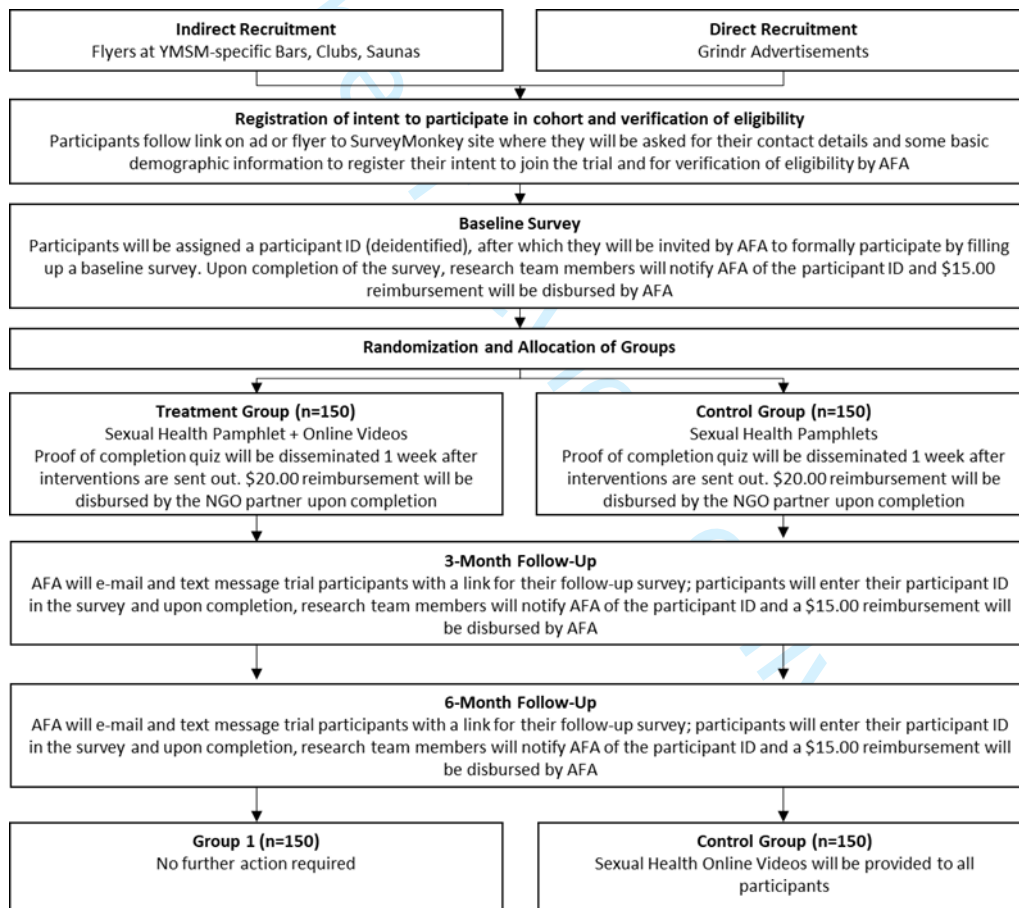 Indirect Recruitment
Flyers at YMSM-specific Bars, Clubs, Saunas
Direct Recruitment
Grindr Advertisements
Registration of intent to participate in cohort and verification of eligibility
Participants follow link on ad or flyer to SurveyMonkey site where they will be asked for their contact details and some basic
demographic information to register their intent to join the trial and for verification of eligibility by AFA
Baseline Survey
Participants will be assigned a participant ID (deidentified), after which they will be invited by AFA to formally participate by filling
up a baseline survey. Upon completion of the survey, research team members will notify AFA of the participant ID and $15.00
reimbursement will be disbursed by AFA
Randomization and Allocation of Groups
Treatment Group (n=150)
Sexual Health Pamphlet + Online Videos
Proof of completion quiz will be disseminated 1 week after
interventions are sent out. $20.00 reimbursement will be
disbursed by the NGO partner upon completion
Control Group (n=150)
Sexual Health Pamphlets
Proof of completion quiz will be disseminated 1 week after
interventions are sent out. $20.00 reimbursement will be
disbursed by the NGO partner upon completion
3-Month Follow-Up
AFA will e-mail and text message trial participants with a link for their follow-up survey; participants will enter their participant ID
in the survey and upon completion, research team members will notify AFA of the participant ID and a $15.00 reimbursement will
be disbursed by AFA
6-Month Follow-Up
AFA will e-mail and text message trial participants with a link for their follow-up survey; participants will enter their participant ID
in the survey and upon completion, research team members will notify AFA of the participant ID and a $15.00 reimbursement will
be disbursed by AFA
Group 1 (n=150)
No further action required
Control Group (n=150)
Sexual Health Online Videos will be provided to all
participants